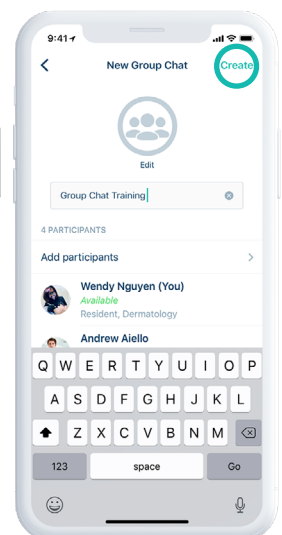 9:41
New Group Chat
Create
Edit
Group Chat Training
4 PARTICIPANTS
Add participants
Wendy Nguyen (You)
Available
Resident, Dermatology
Andrew Aiello
Q W E R T Y U I O P
A S D F G H J K L
Z X C V B N M
123 space Go